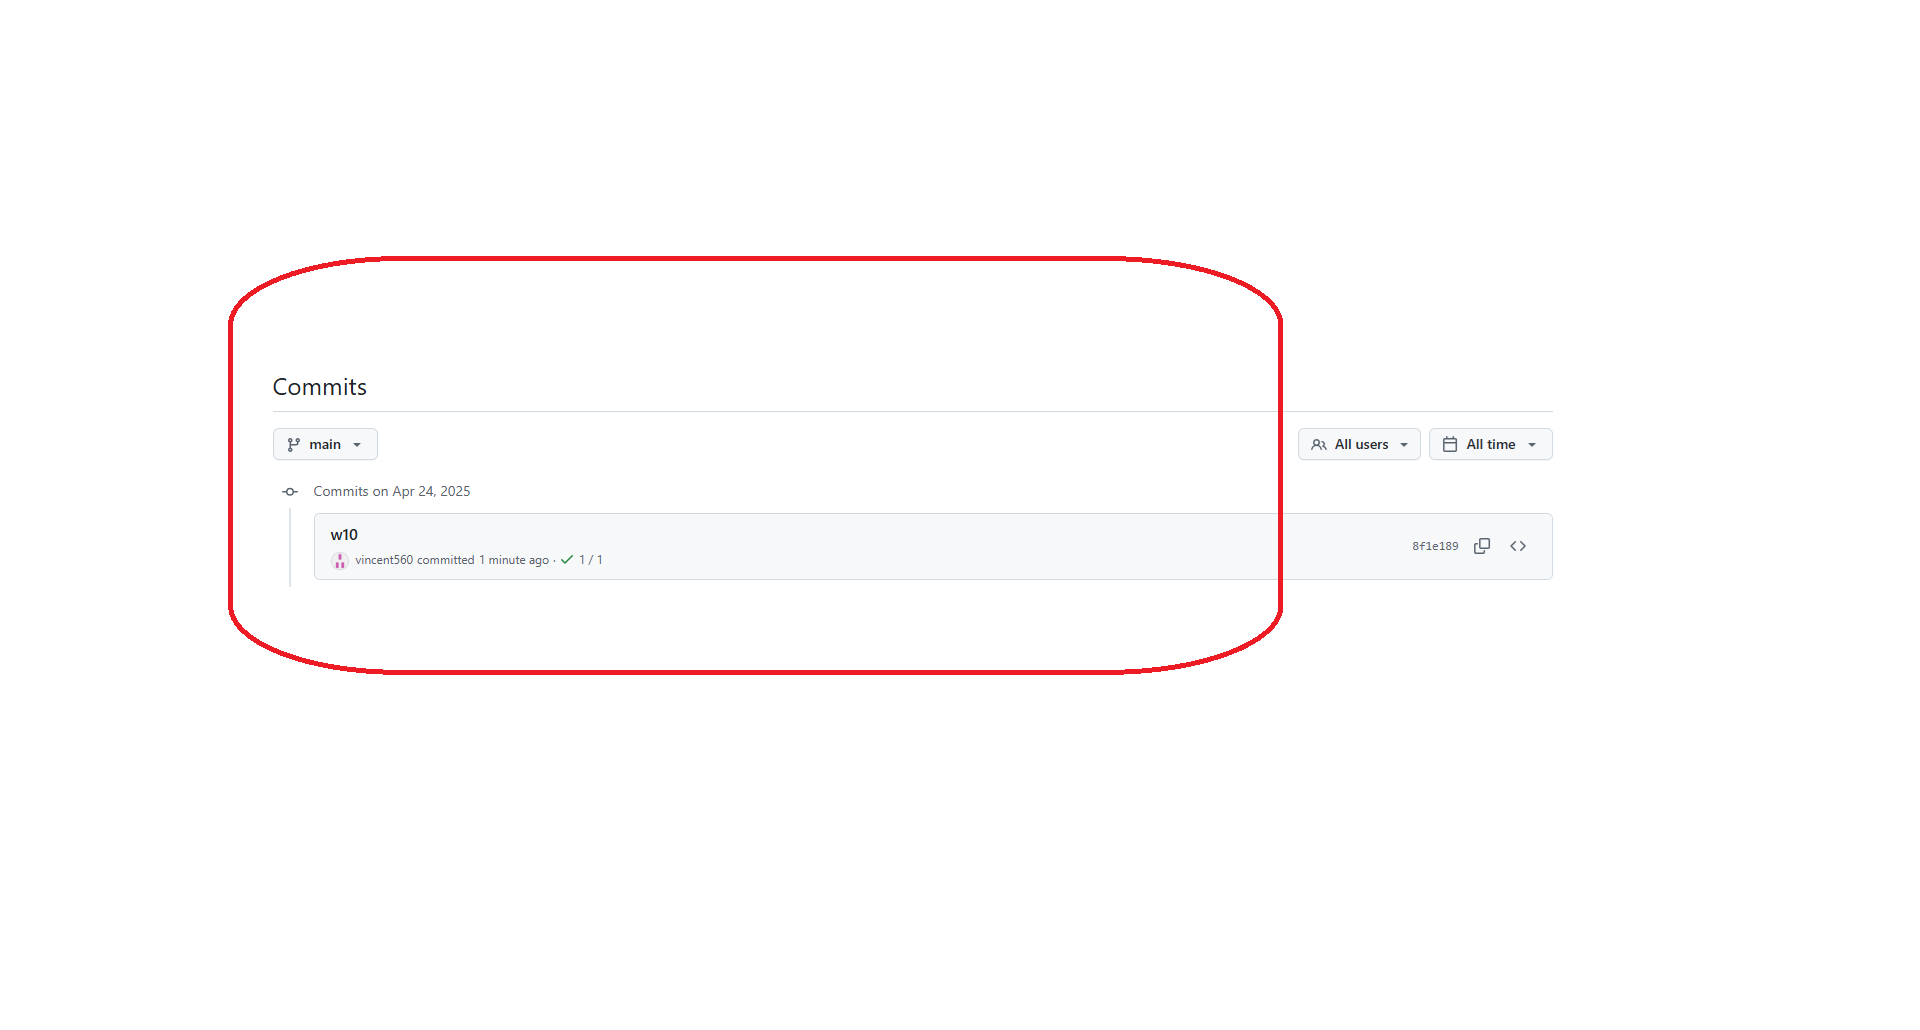 Commits
main
All users
All time
Commits on Apr 24, 2025
w10
8f1e189
vincent560 committed 1 minute ago · 1 / 1